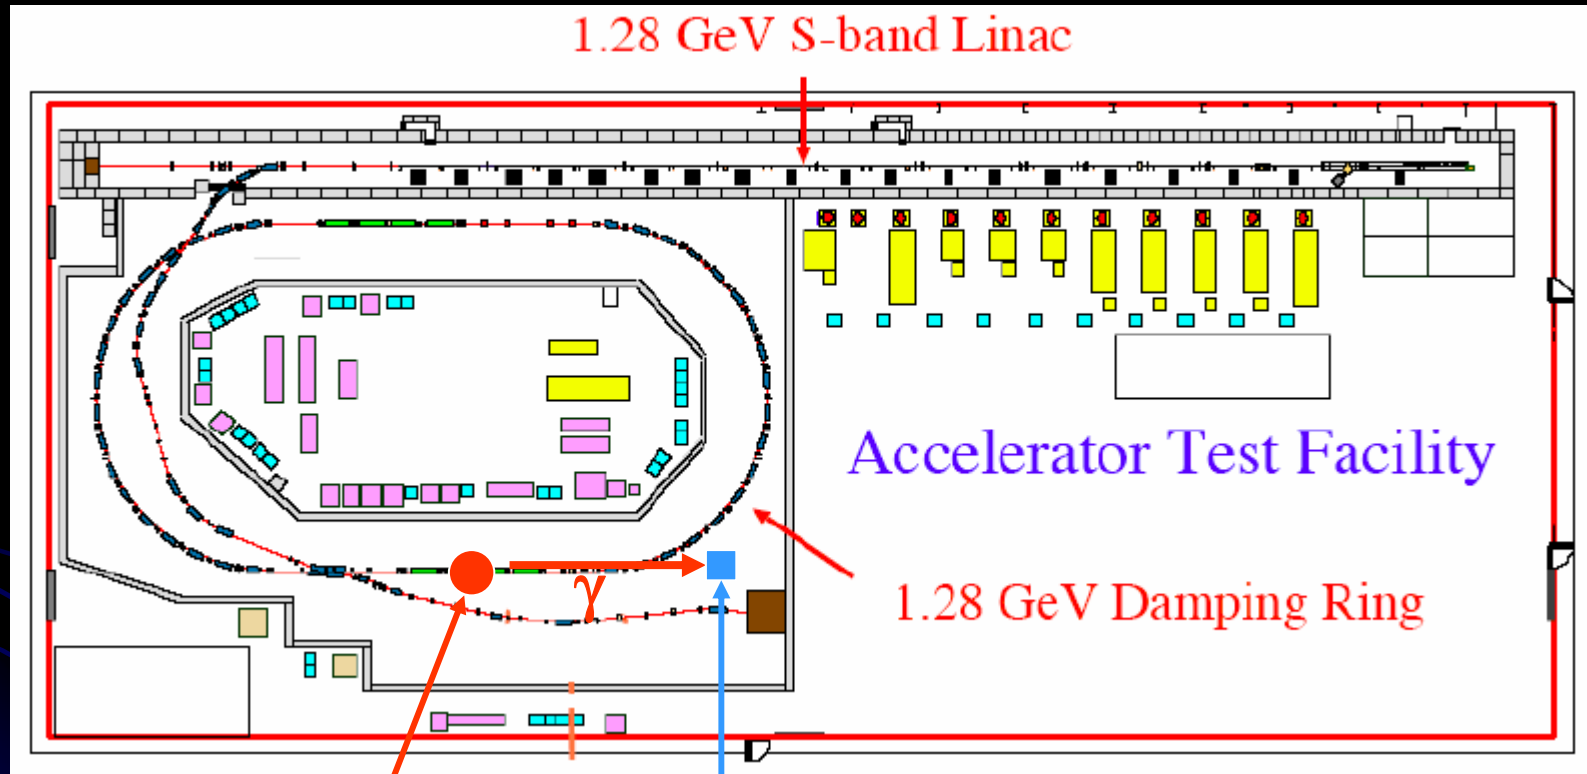 1.28 GeV S-band Linac
Accelerator Test Facility
γ
1.28 GeV Damping Ring